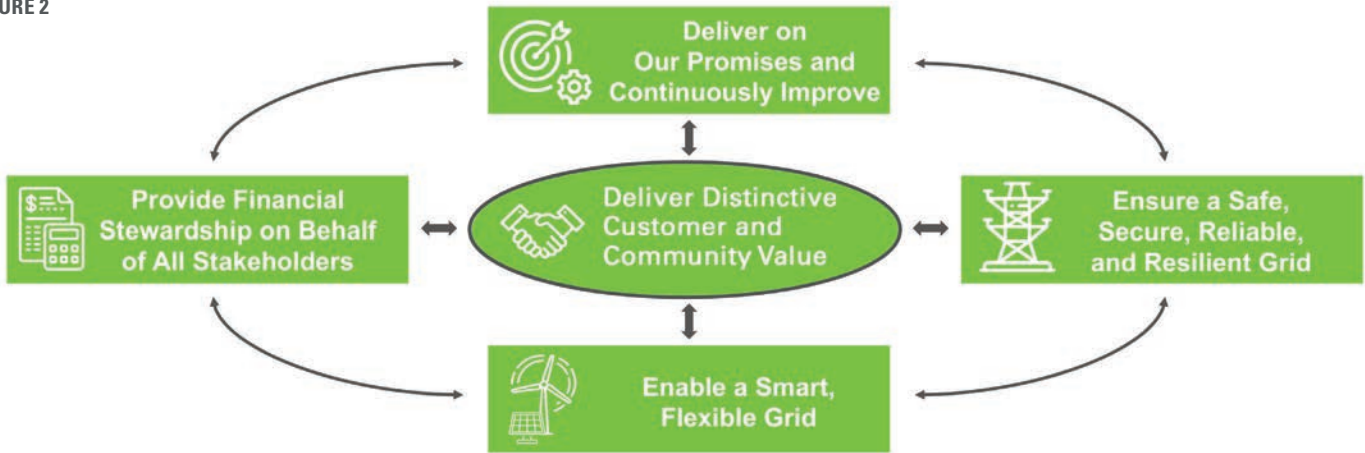 URE 2
Deliver on
Our Promises and
Continuously Improve
Provide Financial
Stewardship on Behalf
of All Stakeholders
Deliver Distinctive
Customer and
Community Value
Ensure a Safe,
Secure, Reliable,
and Resilient Grid
Enable a Smart,
Flexible Grid